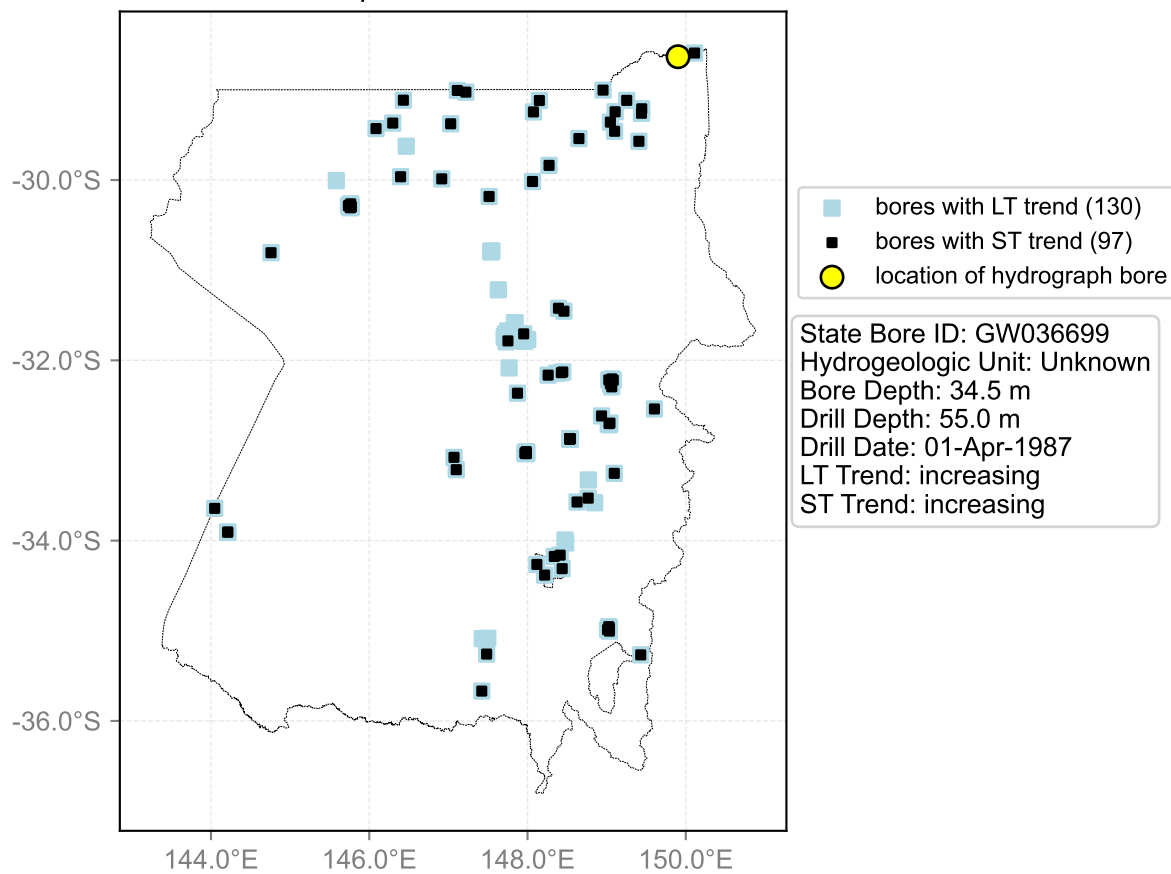 -30.0°S
-32.0°S
-34.0°S
-36.0°S
144.0°E
146.0°E
148.0°E
150.0°E
bores with LT trend (130)
bores with ST trend (97)
location of hydrograph bore
State Bore ID: GW036699
Hydrogeologic Unit: Unknown
Bore Depth: 34.5 m
Drill Depth: 55.0 m
Drill Date: 01-Apr-1987
LT Trend: increasing
ST Trend: increasing